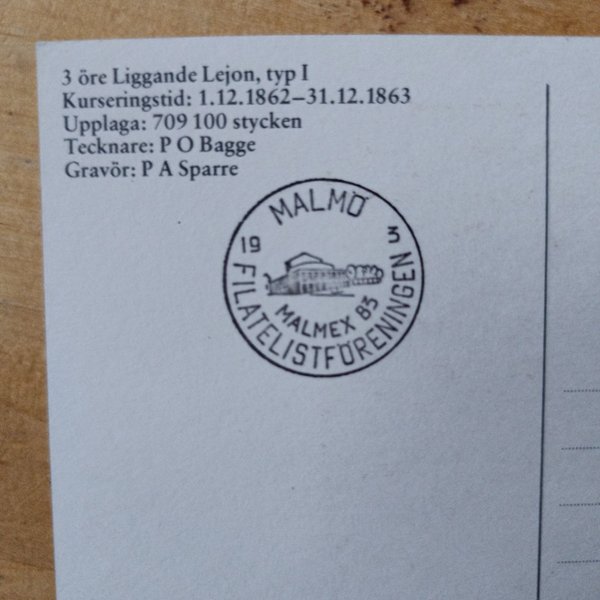 3 öre Liggande Lejon, typ I
Kurseringstid: 1.12.1862–31.12.1863
Upplaga: 709 100 stycken
Tecknare: P O Bagge
Gravör: P A Sparre
MALMÖ
19 3
MALMEX 83
FILATELISTFÖRENINGEN